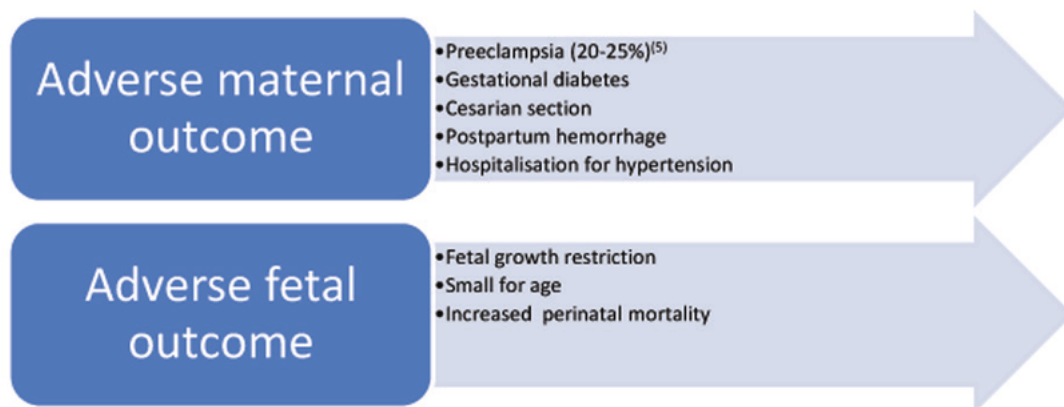 Adverse maternal
outcome
•Preeclampsia (20-25%)(5)
•Gestational diabetes
•Cesarian section
•Postpartum hemorrhage
•Hospitalisation for hypertension
Adverse fetal
outcome
•Fetal growth restriction
•Small for age
•Increased  perinatal mortality